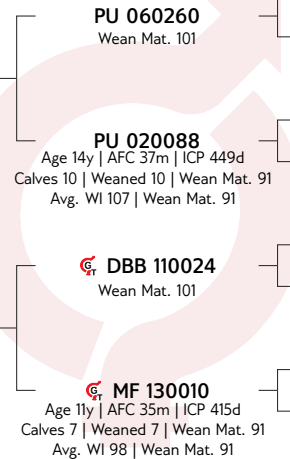 PU 060260
Wean Mat. 101
PU 020088
Age 14y | AFC 37m | ICP 449d
Calves 10 | Weaned 10 | Wean Mat. 91
Avg. WI 107 | Wean Mat. 91
GT DBB 110024
Wean Mat. 101
GT MF 130010
Age 11y | AFC 35m | ICP 415d
Calves 7 | Weaned 7 | Wean Mat. 91
Avg. WI 98 | Wean Mat. 91